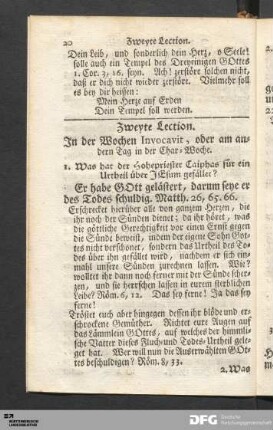 20 Zweyte Lection.
Dein Leib, und sonderlich dein Herz, o Seele!
solle auch ein Tempel des Dreyeinigen GOttes
1. Cor. 3, 16. seyn. Ach! zerstöre solchen nicht,
daß er dich nicht wieder zerstöre. Vielmehr soll
es bey dir heißen:
Mein Herze auf Erden
Dein Tempel soll werden.
Zweyte Lection.
In der Wochen Invocavit, oder am an-
dern Tag in der Char-Woche.
1. Was hat der Hohepriester Caiphas für ein
Urtheil über JEsum gefället?
Er habe GOtt gelästert, darum seye er
des Todes schuldig. Matth. 26, 65. 66.
Erschrecket hierüber alle von ganzem Herzen, die
ihr noch der Sünden dienet; da ihr höret, was
die göttliche Gerechtigkeit vor einen Ernst gegen
die Sünde beweist, indem der eigene Sohn Got-
tes nicht verschonet, sondern das Urtheil des To-
des über ihn gefället wird, nachdem er sich ein-
mahl unsere Sünden zurechnen lassen. Wie?
wolltet ihr dann noch ferner mit der Sünde scher-
zen, und sie herrschen lassen in eurem sterblichen
Leibe? Röm. 6, 12. Das sey ferne! Ja das sey
ferne!
Tröstet euch aber hingegen dessen ihr blöde und er-
schrockene Gemüther. Richtet eure Augen auf
das Lämmlein GOttes, auf welches der himmli-
sche Vatter dieses Fluch und Todes-Urtheil gele-
get hat. Wer will nun die Auserwählten GOt-
tes beschuldigen? Röm. 8, 33.
2. Was
DFG Deutsche
Forschungsgemeinschaft